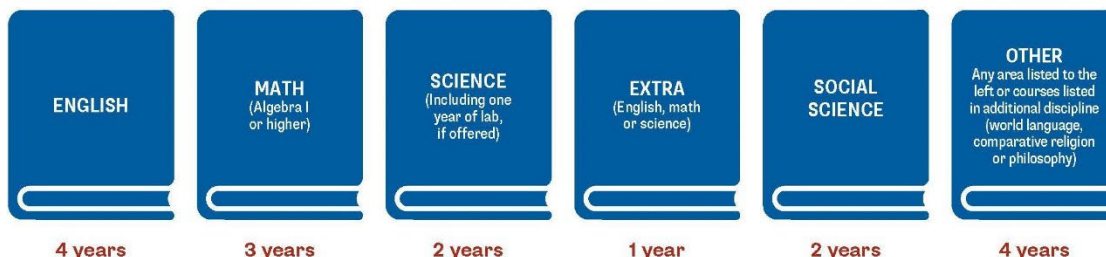 ENGLISH
MATH
(Algebra I
or higher)
SCIENCE
(Including one
year of lab,
if offered)
EXTRA
(English, math
or science)
SOCIAL
SCIENCE
OTHER
Any area listed to the
left or courses listed
in additional discipline
(world language,
comparative religion
or philosophy)
4 years
3 years
2 years
1 year
2 years
4 years